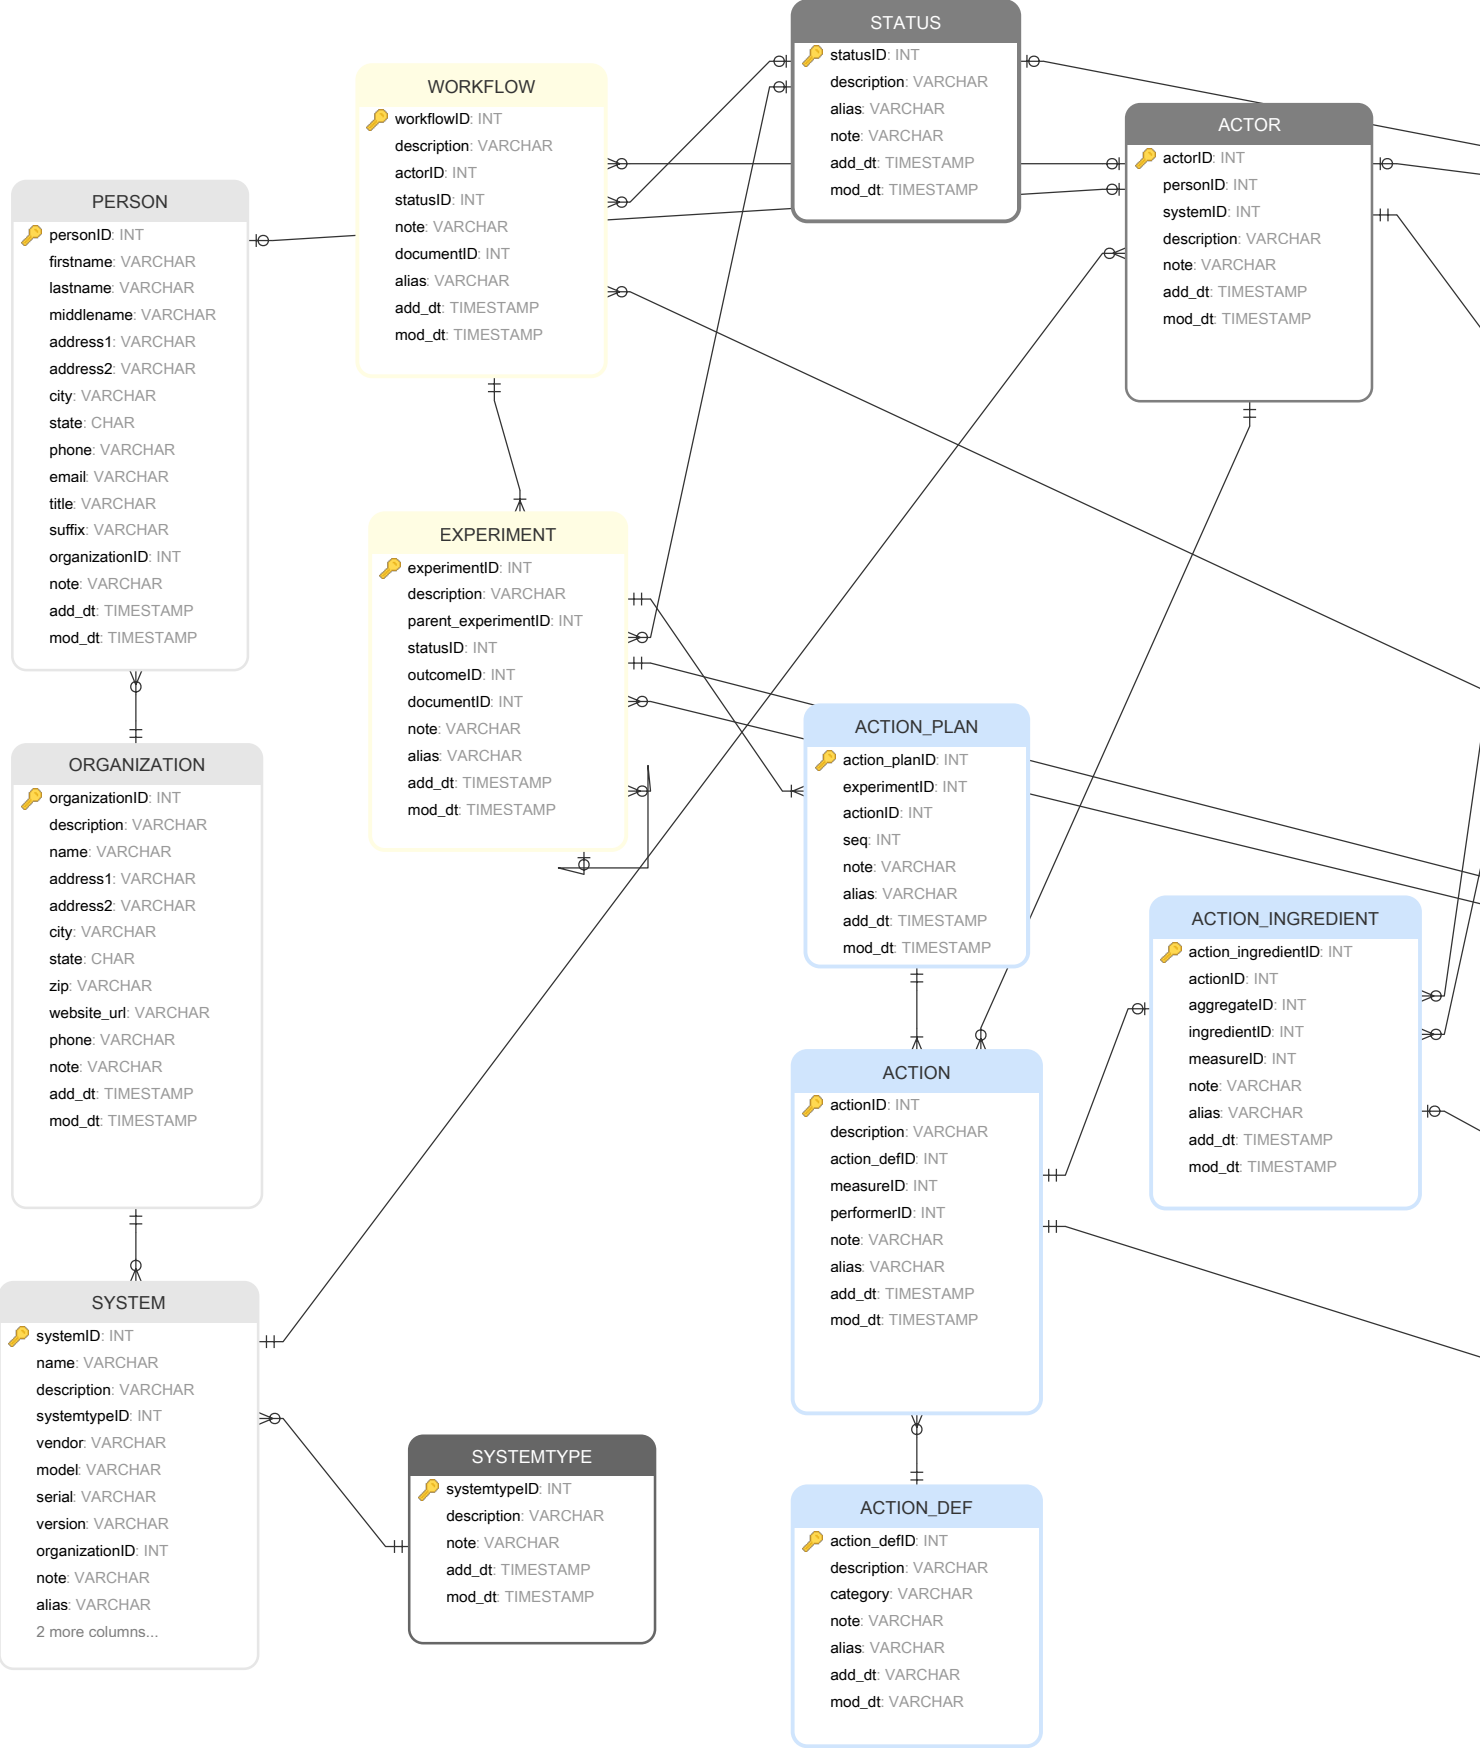 STATUS
statusID: INT
description: VARCHAR
alias: VARCHAR
note: VARCHAR
add_dt: TIMESTAMP
mod_dt: TIMESTAMP
WORKFLOW
workflowID: INT
description: VARCHAR
actorID: INT
statusID: INT
note: VARCHAR
documentID: INT
alias: VARCHAR
add_dt: TIMESTAMP
mod_dt: TIMESTAMP
ACTOR
actorID: INT
personID: INT
systemID: INT
description: VARCHAR
note: VARCHAR
add_dt: TIMESTAMP
mod_dt: TIMESTAMP
PERSON
personID: INT
firstname: VARCHAR
lastname: VARCHAR
middlename: VARCHAR
address1: VARCHAR
address2: VARCHAR
city: VARCHAR
state: CHAR
phone: VARCHAR
email: VARCHAR
title: VARCHAR
suffix: VARCHAR
organizationID: INT
note: VARCHAR
add_dt: TIMESTAMP
mod_dt: TIMESTAMP
EXPERIMENT
experimentID: INT
description: VARCHAR
parent_experimentID: INT
statusID: INT
outcomeID: INT
documentID: INT
note: VARCHAR
alias: VARCHAR
add_dt: TIMESTAMP
mod_dt: TIMESTAMP
ACTION_PLAN
action_planID: INT
experimentID: INT
actionID: INT
seq: INT
note: VARCHAR
alias: VARCHAR
add_dt: TIMESTAMP
mod_dt: TIMESTAMP
ORGANIZATION
organizationID: INT
description: VARCHAR
name: VARCHAR
address1: VARCHAR
address2: VARCHAR
city: VARCHAR
state: CHAR
zip: VARCHAR
website_url: VARCHAR
phone: VARCHAR
note: VARCHAR
add_dt: TIMESTAMP
mod_dt: TIMESTAMP
ACTION_INGREDIENT
action_ingredientID: INT
actionID: INT
aggregateID: INT
ingredientID: INT
measureID: INT
note: VARCHAR
alias: VARCHAR
add_dt: TIMESTAMP
mod_dt: TIMESTAMP
ACTION
actionID: INT
description: VARCHAR
action_defID: INT
measureID: INT
performerID: INT
note: VARCHAR
alias: VARCHAR
add_dt: TIMESTAMP
mod_dt: TIMESTAMP
SYSTEM
systemID: INT
name: VARCHAR
description: VARCHAR
systemtypeID: INT
vendor: VARCHAR
model: VARCHAR
serial: VARCHAR
version: VARCHAR
organizationID: INT
note: VARCHAR
alias: VARCHAR
2 more columns...
SYSTEMTYPE
systemtypeID: INT
description: VARCHAR
note: VARCHAR
add_dt: TIMESTAMP
mod_dt: TIMESTAMP
ACTION_DEF
action_defID: INT
description: VARCHAR
category: VARCHAR
note: VARCHAR
alias: VARCHAR
add_dt: VARCHAR
mod_dt: VARCHAR